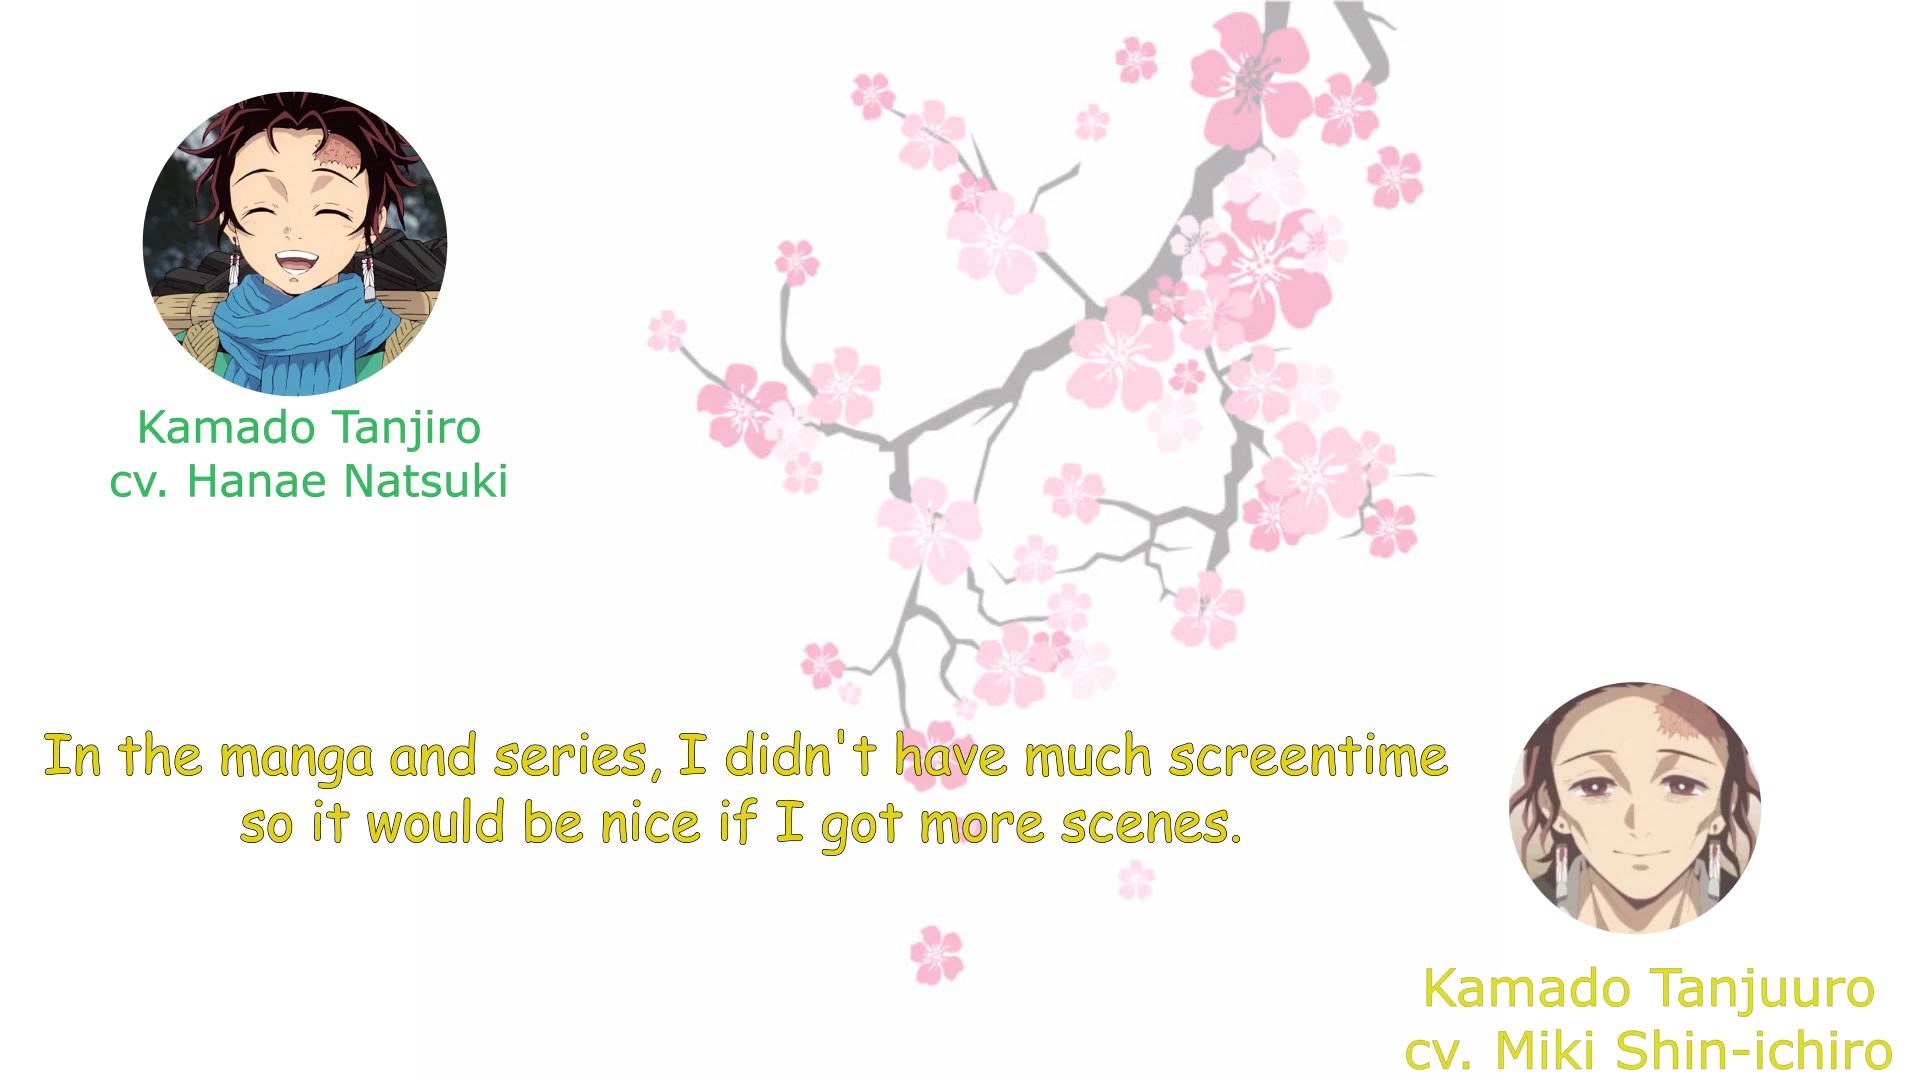 Kamado Tanjiro
cv. Hanae Natsuki
In the manga and series, I didn't have much screentime
so it would be nice if I got more scenes.
Kamado Tanjuuro
cv. Miki Shin-ichiro